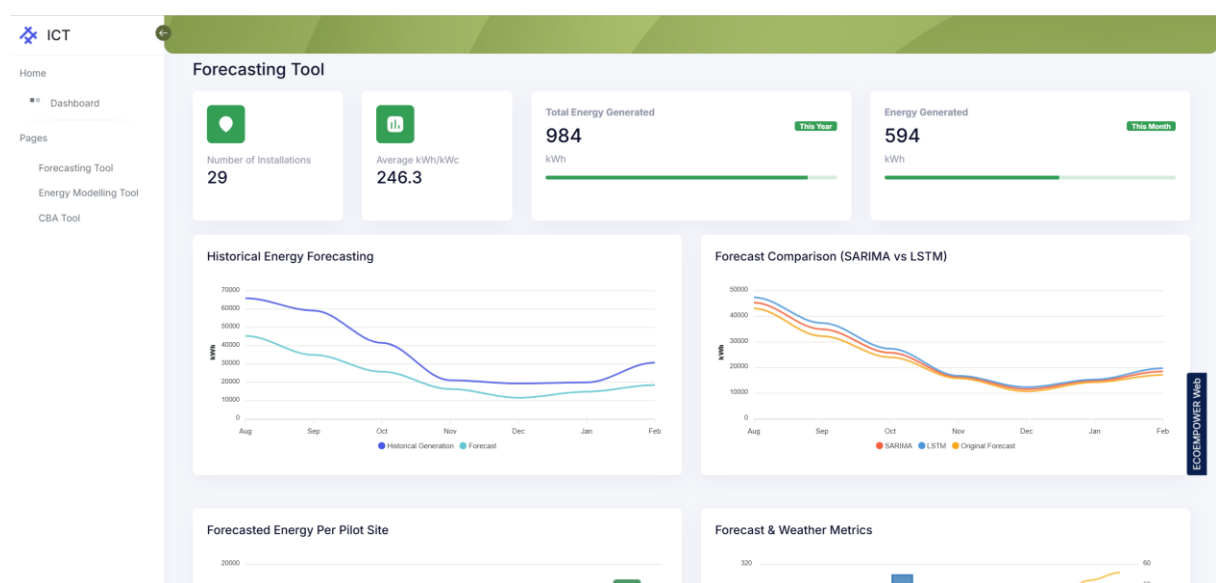 ICT
Home
Dashboard
Pages
Forecasting Tool
Energy Modelling Tool
CBA Tool
Forecasting Tool
Number of Installations
29
Average kWh/kWc
246.3
Total Energy Generated
984
This Year
kWh
Energy Generated
594
This Month
kWh
Historical Energy Forecasting
70000
60000
50000
40000
30000
20000
10000
0
kWh
Aug Sep Oct Nov Dec Jan Feb
Historical Generation Forecast
Forecast Comparison (SARIMA vs LSTM)
50000
40000
30000
20000
10000
0
kWh
Aug Sep Oct Nov Dec Jan Feb
SARIMA LSTM Original Forecast
ECOEMPOWER Web
Forecasted Energy Per Pilot Site
20000
Forecast & Weather Metrics
320
60